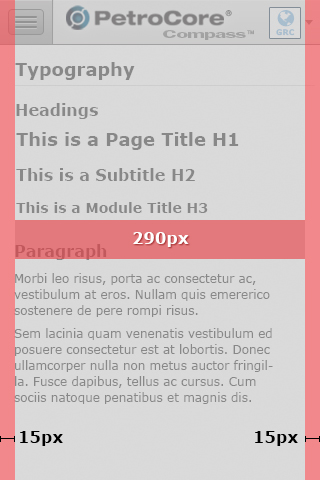 PetroCore®
Compass™
GRC
Typography
Headings
This is a Page Title H1
This is a Subtitle H2
This is a Module Title H3
290px
Paragraph
Morbi leo risus, porta ac consectetur ac,
vestibulum at eros. Nullam quis emererico
sostenere de pere rompi risus.
Sem lacinia quam venenatis vestibulum ed
posuere consectetur est at lobortis. Donec
ullamcorper nulla non metus auctor fringil-
la. Fusce dapibus, tellus ac cursus. Cum
sociis natoque penatibus et magnis dis.
15px 15px